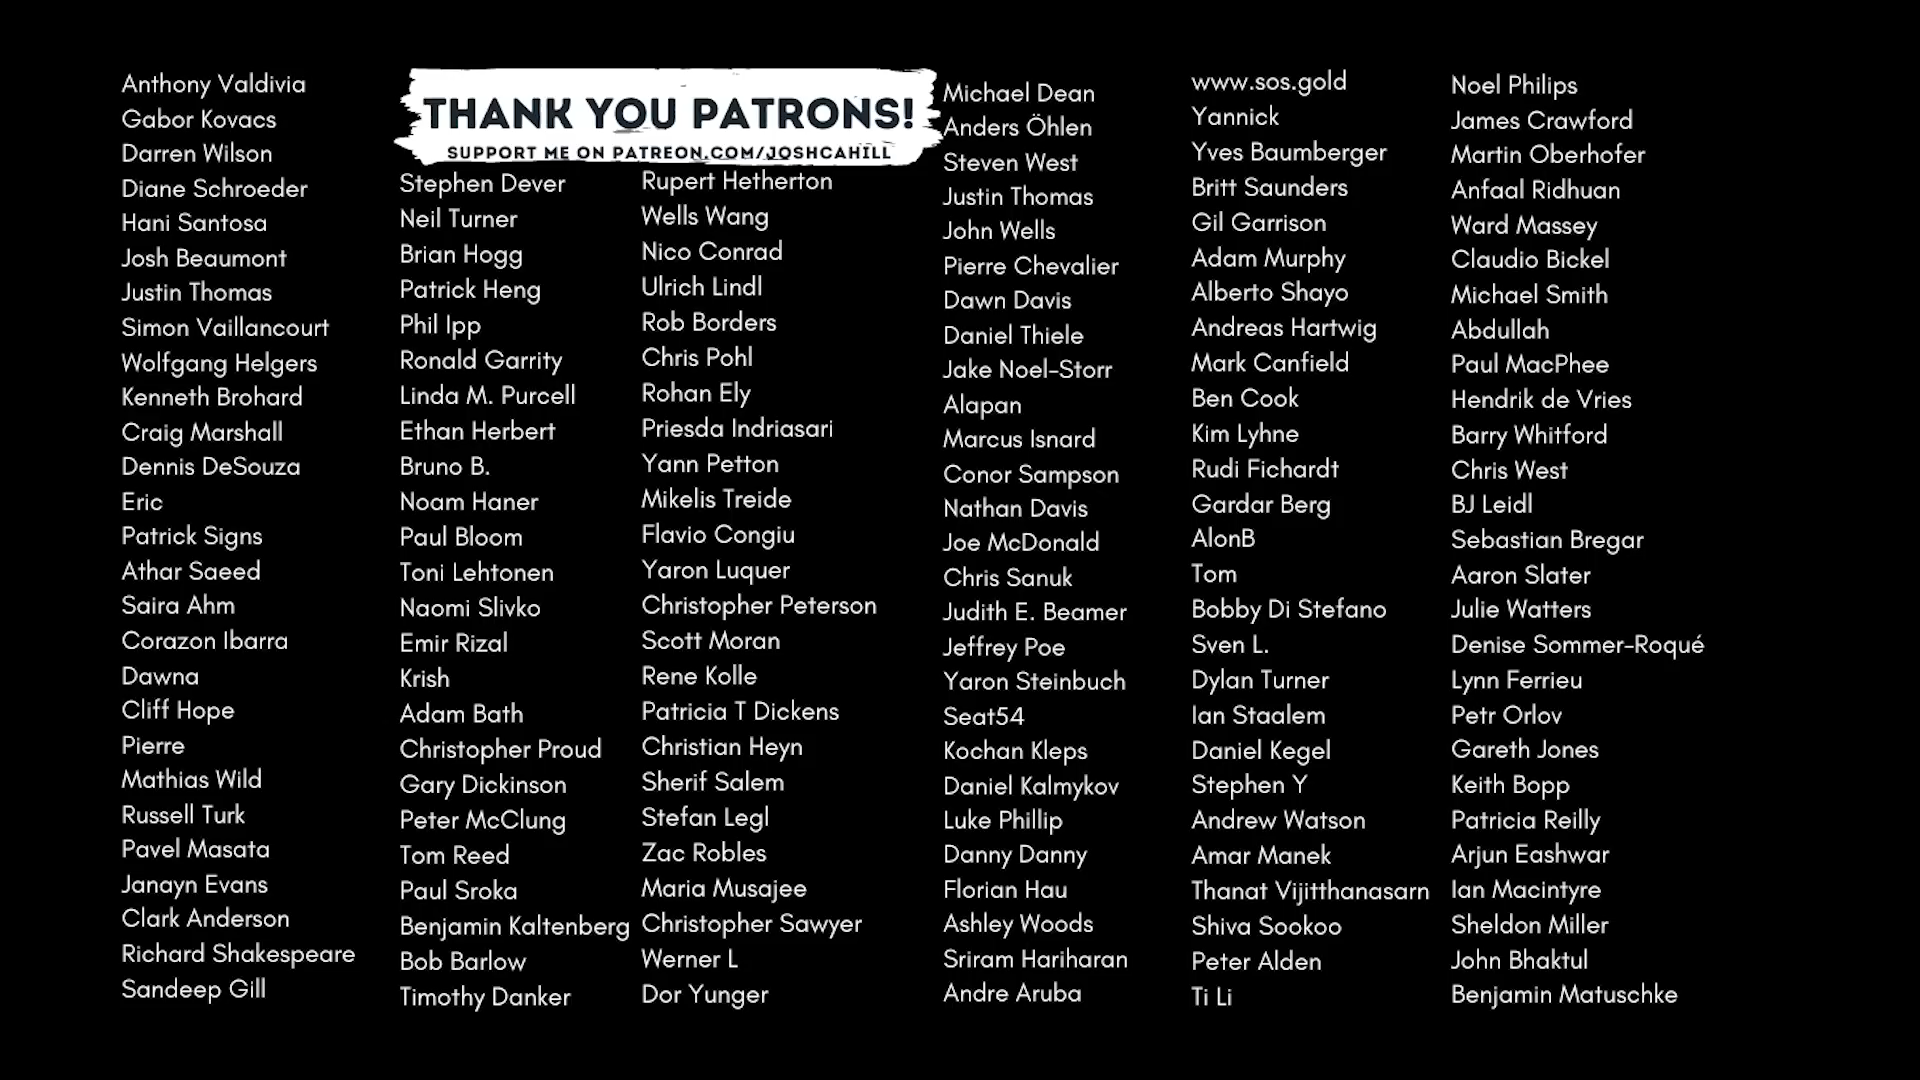 Anthony Valdivia
Gabor Kovacs
Darren Wilson
Diane Schroeder
Hani Santosa
Josh Beaumont
Justin Thomas
Simon Vaillancourt
Wolfgang Helgers
Kenneth Brohard
Craig Marshall
Dennis DeSouza
Eric
Patrick Signs
Athar Saeed
Saira Ahm
Corazon Ibarra
Dawna
Cliff Hope
Pierre
Mathias Wild
Russell Turk
Pavel Masata
Janayn Evans
Clark Anderson
Richard Shakespeare
Sandeep Gill
THANK YOU PATRONS!
SUPPORT ME ON PATREON.COM/JOSHCAHILL
Stephen Dever
Neil Turner
Brian Hogg
Patrick Heng
Phil Ipp
Ronald Garrity
Linda M. Purcell
Ethan Herbert
Bruno B.
Noam Haner
Paul Bloom
Toni Lehtonen
Naomi Slivko
Emir Rizal
Krish
Adam Bath
Christopher Proud
Gary Dickinson
Peter McClung
Tom Reed
Paul Sroka
Benjamin Kaltenberg
Bob Barlow
Timothy Danker
Rupert Hetherton
Wells Wang
Nico Conrad
Ulrich Lindl
Rob Borders
Chris Pohl
Rohan Ely
Priesda Indriasari
Yann Petton
Mikelis Treide
Flavio Congiu
Yaron Luquer
Christopher Peterson
Scott Moran
Rene Kolle
Patricia T Dickens
Christian Heyn
Sherif Salem
Stefan Legl
Zac Robles
Maria Musajee
Christopher Sawyer
Werner L
Dor Yunger
Michael Dean
Anders Öhlen
Steven West
Justin Thomas
John Wells
Pierre Chevalier
Dawn Davis
Daniel Thiele
Jake Noel-Storr
Alapan
Marcus Isnard
Conor Sampson
Nathan Davis
Joe McDonald
Chris Sanuk
Judith E. Beamer
Jeffrey Poe
Yaron Steinbuch
Seat54
Kochan Kleps
Daniel Kalmykov
Luke Phillip
Danny Danny
Florian Hau
Ashley Woods
Sriram Hariharan
Andre Aruba
www.sos.gold
Yannick
Yves Baumberger
Britt Saunders
Gil Garrison
Adam Murphy
Alberto Shayo
Andreas Hartwig
Mark Canfield
Ben Cook
Kim Lyhne
Rudi Fichardt
Gardar Berg
AlonB
Tom
Bobby Di Stefano
Sven L.
Dylan Turner
Ian Staalem
Daniel Kegel
Stephen Y
Andrew Watson
Amar Manek
Thanat Vijitthanasarn
Shiva Sookoo
Peter Alden
Ti Li
Noel Philips
James Crawford
Martin Oberhofer
Anfaal Ridhuan
Ward Massey
Claudio Bickel
Michael Smith
Abdullah
Paul MacPhee
Hendrik de Vries
Barry Whitford
Chris West
BJ Leidl
Sebastian Bregar
Aaron Slater
Julie Watters
Denise Sommer-Roqué
Lynn Ferrieu
Petr Orlov
Gareth Jones
Keith Bopp
Patricia Reilly
Arjun Eashwar
Ian Macintyre
Sheldon Miller
John Bhaktul
Benjamin Matuschke